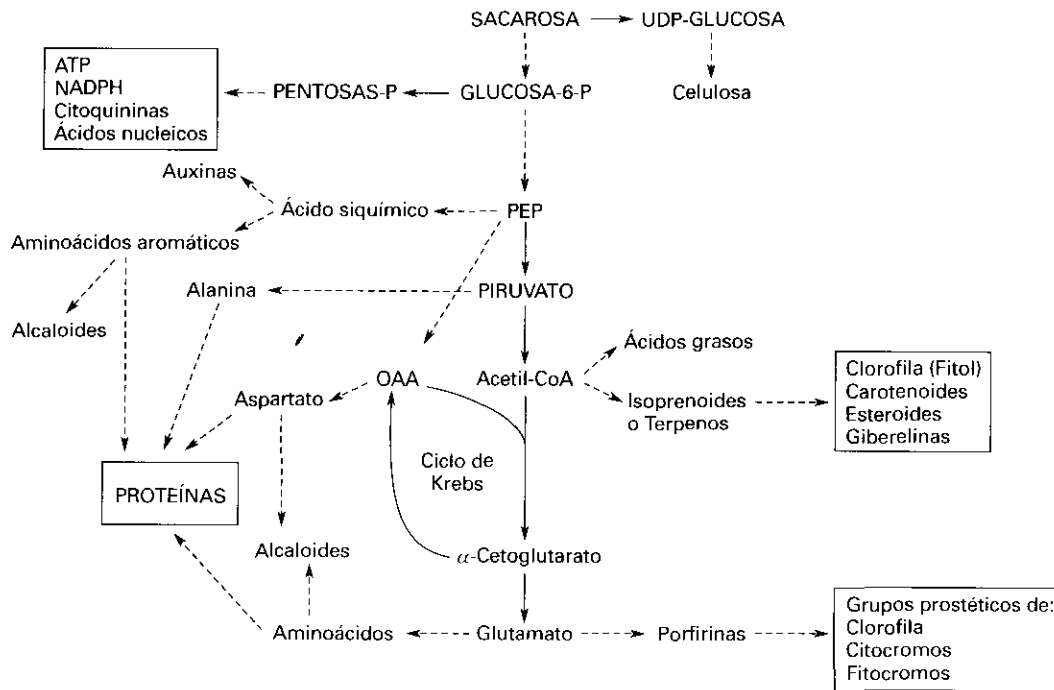 SACAROSA
UDP-GLUCOSA
ATP
NADPH
Citoquininas
Ácidos nucleicos
PENTOSAS-P
GLUCOSA-6-P
Celulosa
Auxinas
Ácido siquímico
PEP
Aminoácidos aromáticos
Alanina
PIRUVATO
Alcaloides
Ácidos grasos
OAA
Acetil-CoA
Aspartato
Isoprenoides
o Terpenos
Clorofila (Fitol)
Carotenoides
Esteroides
Giberelinas
Ciclo de
Krebs
PROTEÍNAS
Alcaloides
α-Cetoglutarato
Aminoácidos
Glutamato
Porfirinas
Grupos prostéticos de:
Clorofila
Citocromos
Fitocromos